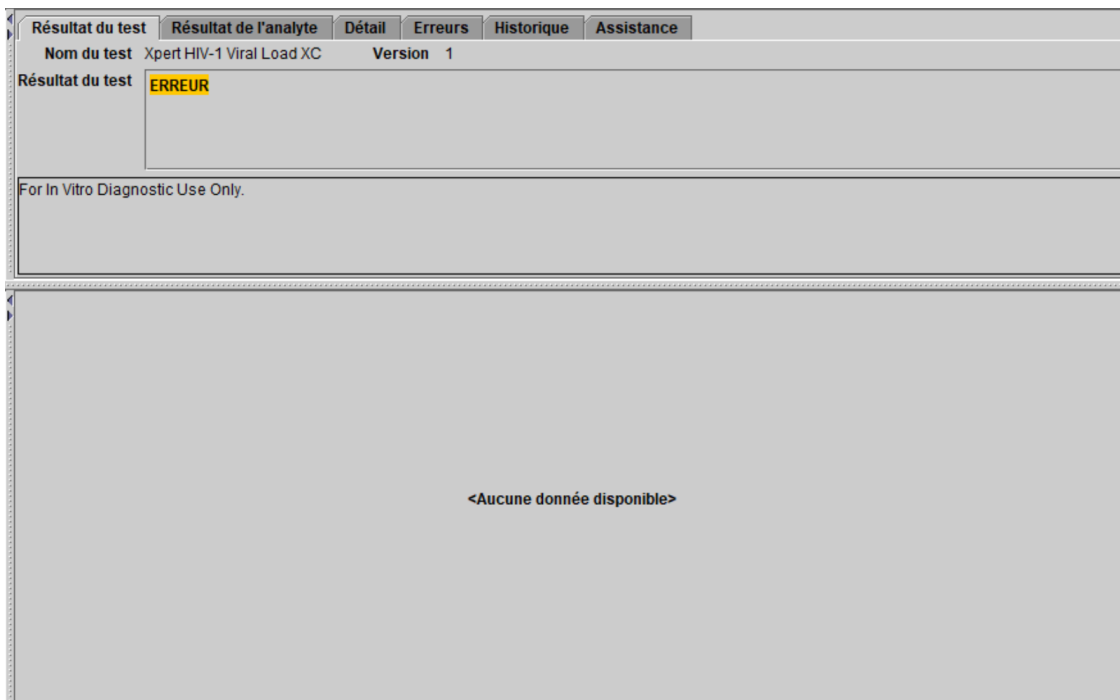 Résultat du test Résultat de l'analyte Détail Erreurs Historique Assistance
Nom du test Xpert HIV-1 Viral Load XC Version 1
Résultat du test ERREUR
For In Vitro Diagnostic Use Only.
<Aucune donnée disponible>